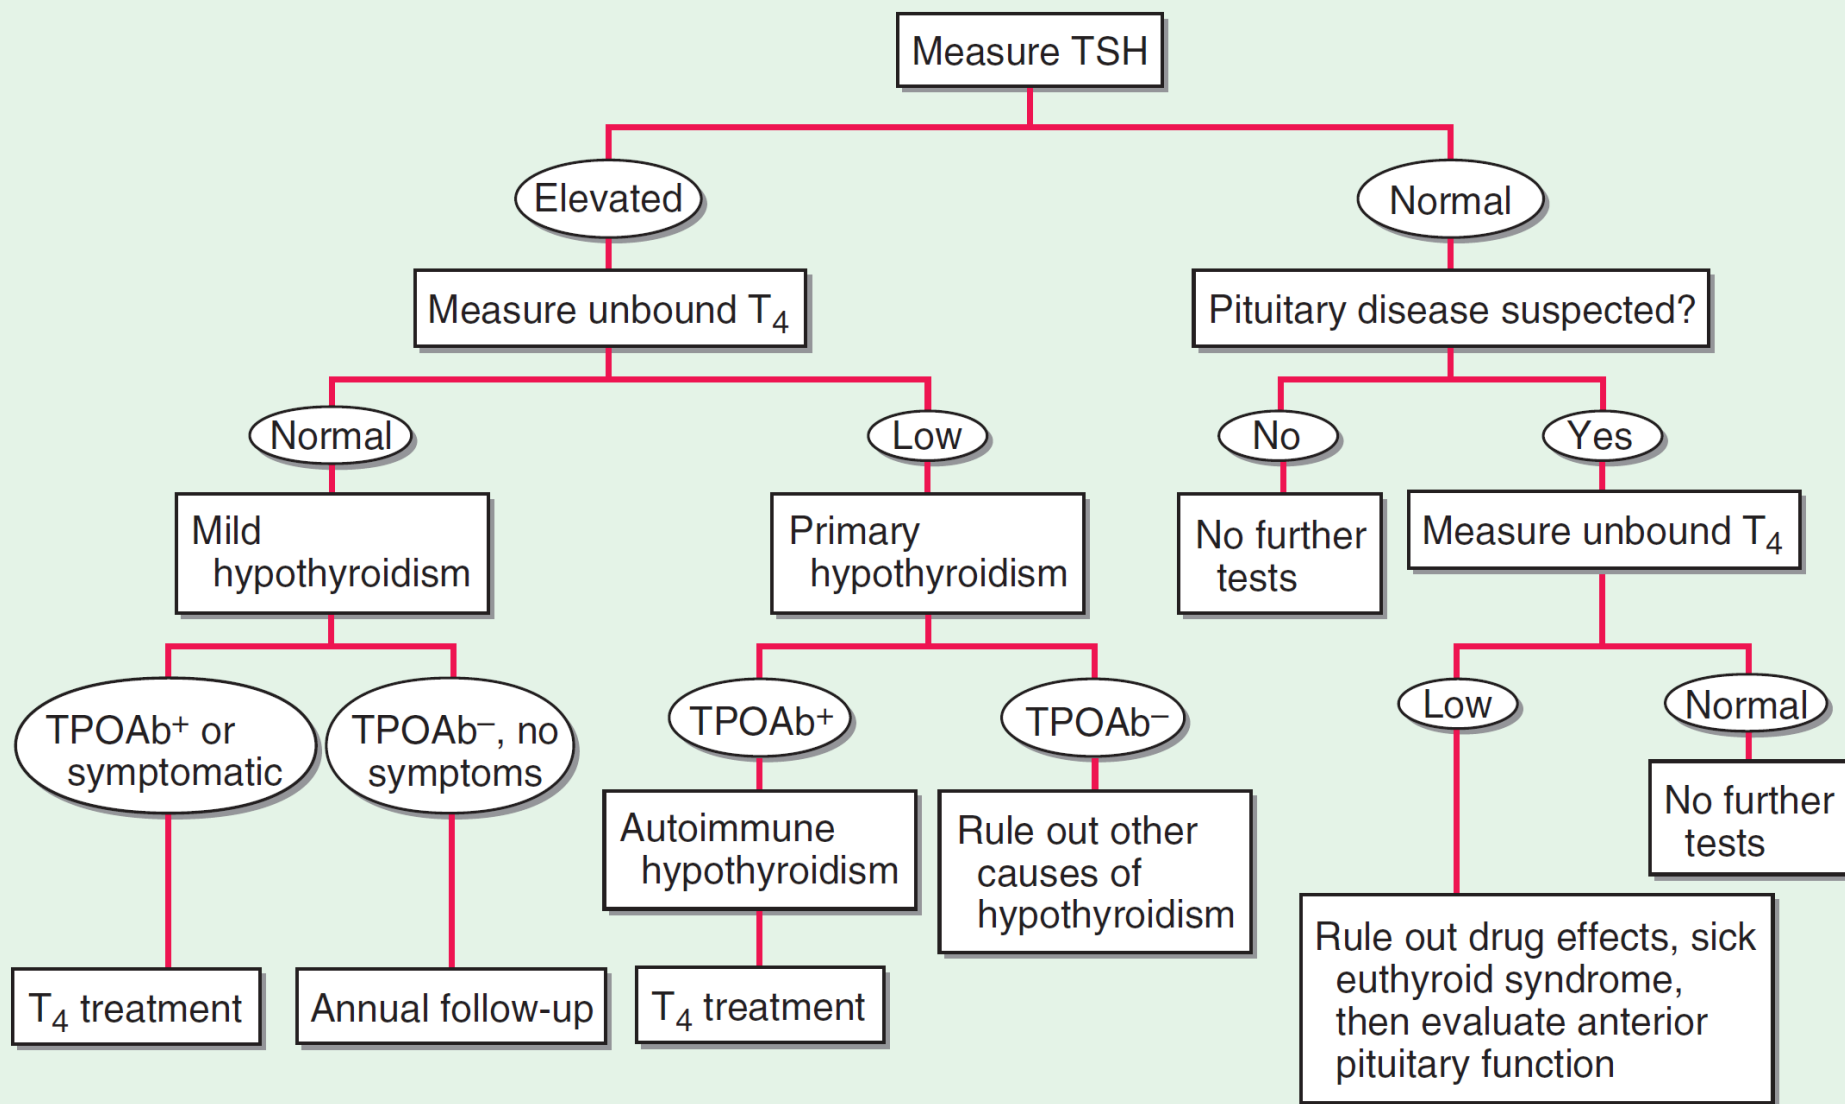 Measure TSH
Elevated
Normal
Measure unbound T4
Pituitary disease suspected?
Normal
Low
No
Yes
Mild
hypothyroidism
Primary
hypothyroidism
No further
tests
Measure unbound T4
TPOAb+ or
symptomatic
TPOAb–, no
symptoms
TPOAb+
TPOAb–
Low
Normal
Autoimmune
hypothyroidism
Rule out other
causes of
hypothyroidism
No further
tests
T4 treatment
Annual follow-up
T4 treatment
Rule out drug effects, sick
euthyroid syndrome,
then evaluate anterior
pituitary function